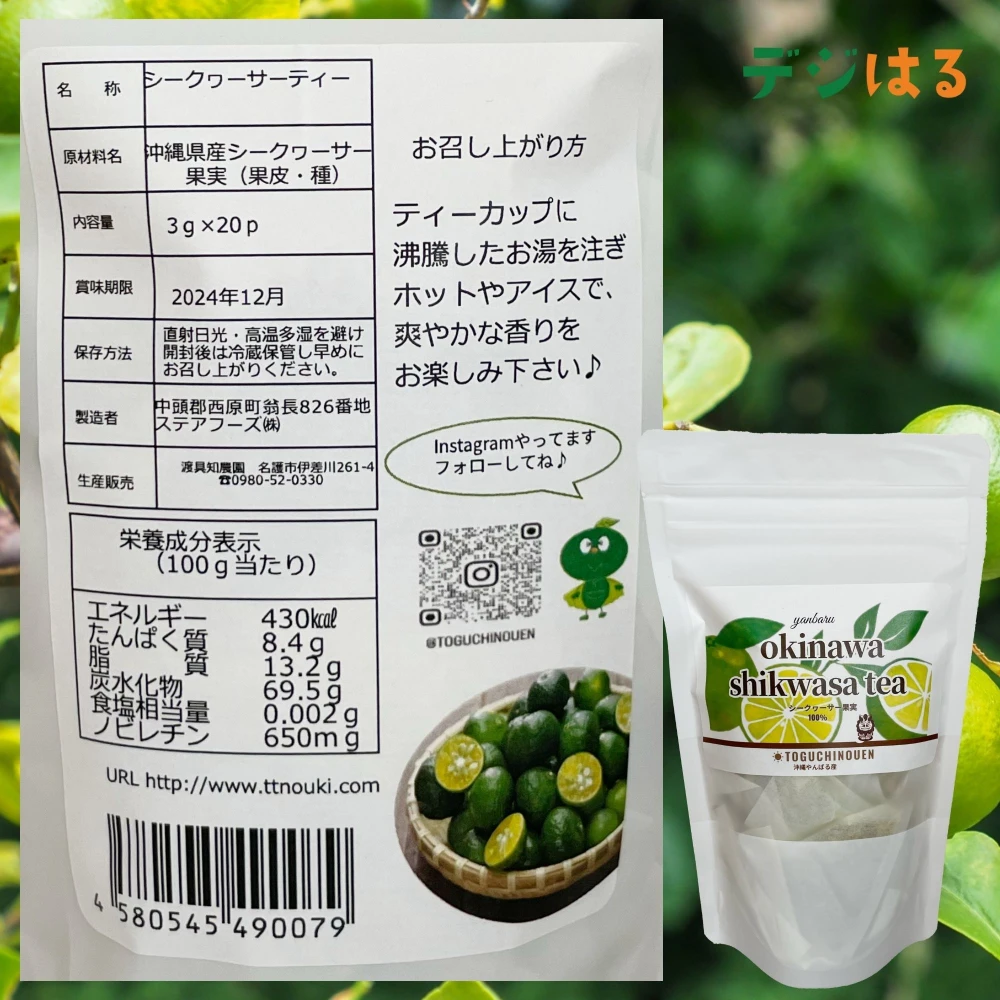 デジはる
名 称 シークヮーサーティー
原材料名 沖縄県産シークヮーサー
果実（果皮・種）
内容量 3ｇ×20ｐ
賞味期限 2024年12月
保存方法 直射日光・高温多湿を避け
開封後は冷蔵保管し早めに
お召し上がりください。
製造者 中頭郡西原町翁長826番地
ステアフーズ㈱
生産販売 渡具知農園 名護市伊差川261-4
☎0980-52-0330
栄養成分表示
（100ｇ当たり）
エネルギー 430㎉
たんぱく質 8.4g
脂 質 13.2g
炭水化物 69.5g
食塩相当量 0.002g
ノビレチン 650mg
URL http://www.ttnouki.com
4 580545 490079
お召し上がり方
ティーカップに
沸騰したお湯を注ぎ
ホットやアイスで、
爽やかな香りを
お楽しみ下さい♪
Instagramやってます
フォローしてね♪
@TOGUCHINOUEN
yanbaru
okinawa
shikwasa tea
シークヮーサー果実
100%
TOGUCHINOUEN
沖縄やんばる産